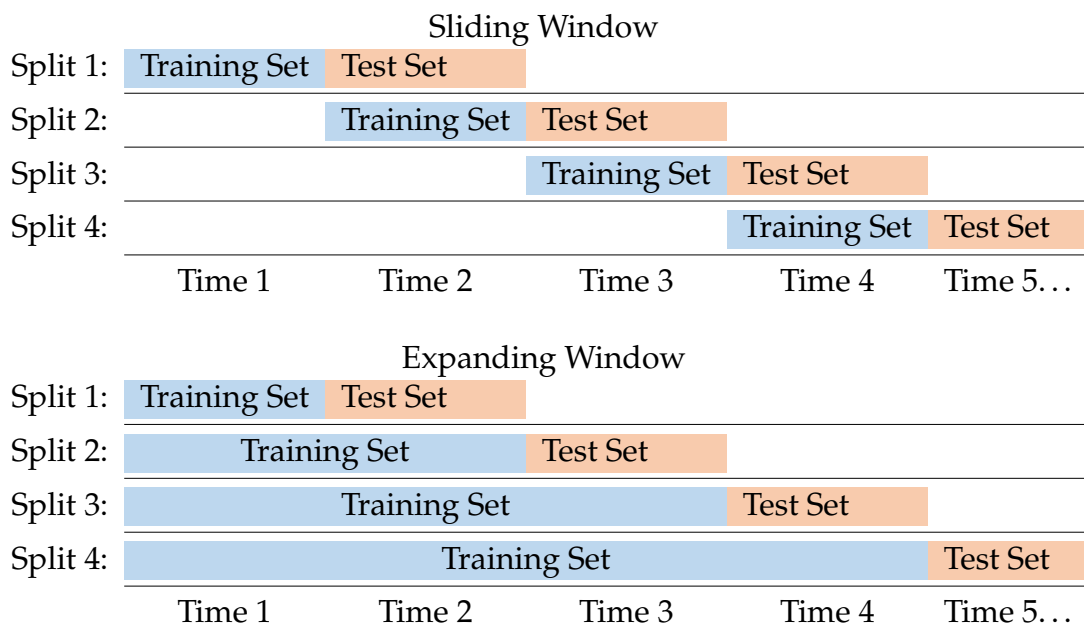 Sliding Window
Split 1: Training Set Test Set
Split 2: Training Set Test Set
Split 3: Training Set Test Set
Split 4: Training Set Test Set
Time 1 Time 2 Time 3 Time 4 Time 5...
Expanding Window
Split 1: Training Set Test Set
Split 2: Training Set Test Set
Split 3: Training Set Test Set
Split 4: Training Set Test Set
Time 1 Time 2 Time 3 Time 4 Time 5...